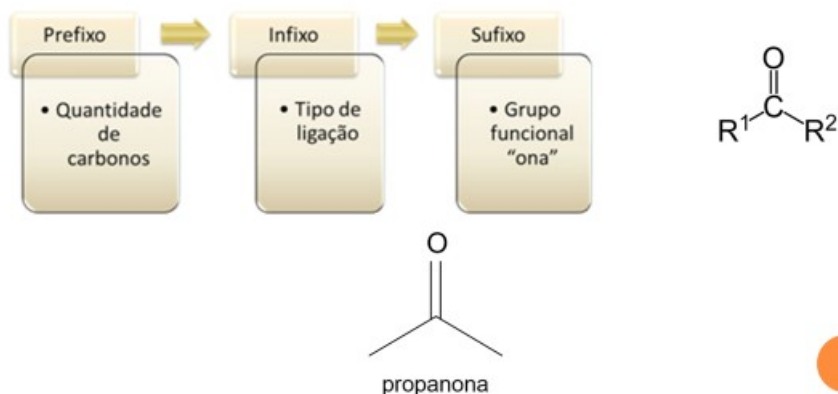 Prefixo
Infixo
Sufixo
• Quantidade
de
carbonos
• Tipo de
ligação
• Grupo
funcional
“ona”
O
C
R¹
R²
O
propanona